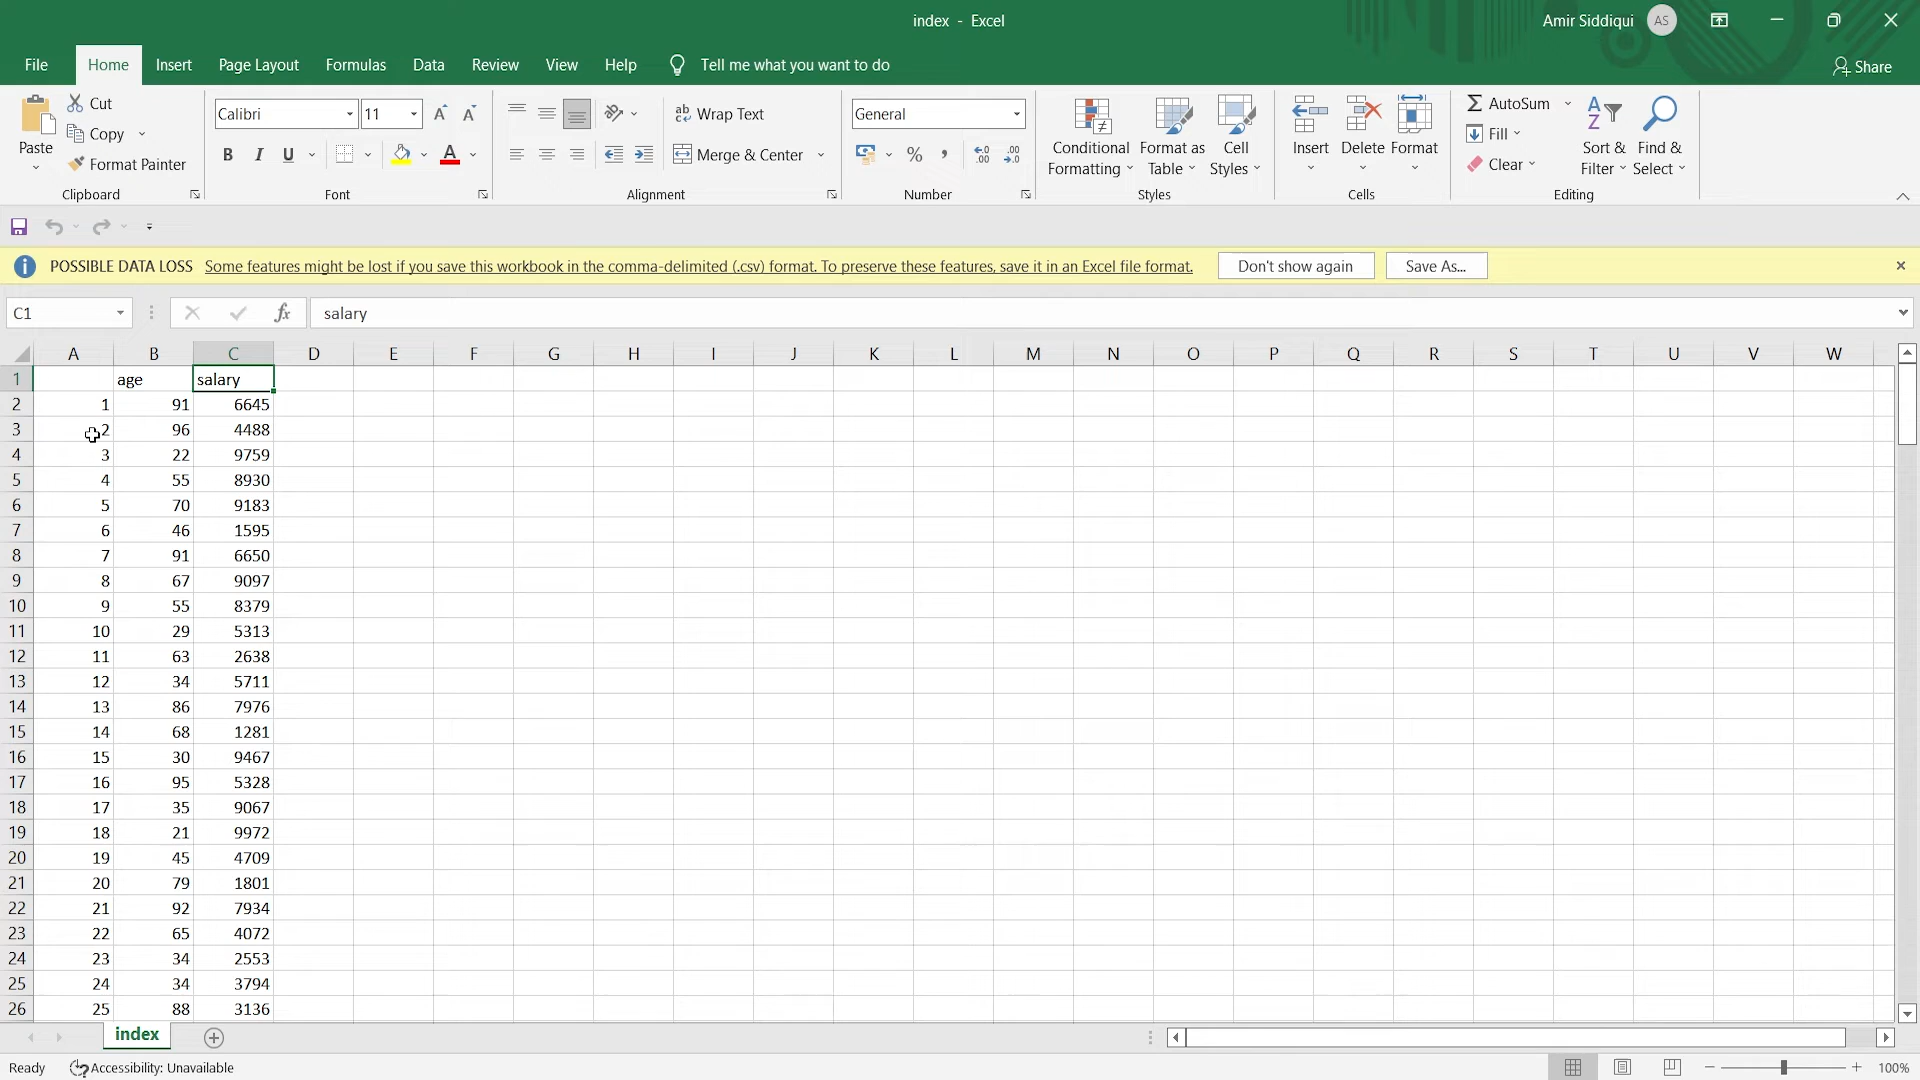 index - Excel
Amir Siddiqui AS
File Home Insert Page Layout Formulas Data Review View Help Tell me what you want to do Share
Paste
Cut
Copy
Format Painter
Clipboard
Calibri 11
B I U
Font
ab Wrap Text
Merge & Center
Alignment
General
% ,
Number
Conditional Formatting
Format as Table
Cell Styles
Styles
Insert Delete Format
Cells
AutoSum
Fill
Clear
Sort & Filter
Find & Select
Editing
POSSIBLE DATA LOSS Some features might be lost if you save this workbook in the comma-delimited (.csv) format. To preserve these features, save it in an Excel file format. Don't show again Save As...
C1 fx salary
A B C D E F G H I J K L M N O P Q R S T U V W
1 age salary
2 1 91 6645
3 2 96 4488
4 3 22 9759
5 4 55 8930
6 5 70 9183
7 6 46 1595
8 7 91 6650
9 8 67 9097
10 9 55 8379
11 10 29 5313
12 11 63 2638
13 12 34 5711
14 13 86 7976
15 14 68 1281
16 15 30 9467
17 16 95 5328
18 17 35 9067
19 18 21 9972
20 19 45 4709
21 20 79 1801
22 21 92 7934
23 22 65 4072
24 23 34 2553
25 24 34 3794
26 25 88 3136
index
Ready Accessibility: Unavailable 100%